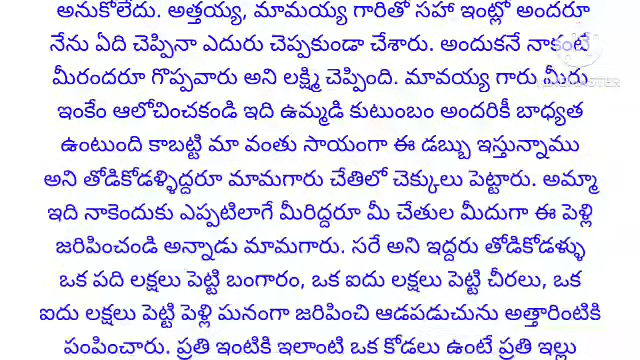 అనుకోలేదు. అత్తయ్య, మామయ్య గారితో సహా ఇంట్లో అందరూ
నేను ఏది చెప్పినా ఎదురు చెప్పకుండా చేశారు. అందుకనే నాకంటే
మీరందరూ గొప్పవారు అని లక్ష్మి చెప్పింది. మావయ్య గారు మీరు
ఇంకేం ఆలోచించకండి ఇది ఉమ్మడి కుటుంబం అందరికీ బాధ్యత
ఉంటుంది కాబట్టి మా వంతు సాయంగా ఈ డబ్బు ఇస్తున్నాము
అని తోడికోడళ్ళిద్దరూ మామగారు చేతిలో చెక్కులు పెట్టారు. అమ్మా
ఇది నాకెందుకు ఎప్పటిలాగే మీరిద్దరూ మీ చేతుల మీదుగా ఈ పెళ్లి
జరిపించండి అన్నాడు మామగారు. సరే అని ఇద్దరు తోడికోడళ్ళు
ఒక పది లక్షలు పెట్టి బంగారం, ఒక ఐదు లక్షలు పెట్టి చీరలు, ఒక
ఐదు లక్షలు పెట్టి పెళ్లి ఘనంగా జరిపించి ఆడపడుచును అత్తారింటికి
పంపించారు. ప్రతి ఇంటికి ఇలాంటి ఒక కోడలు ఉంటే ప్రతి ఇల్లు